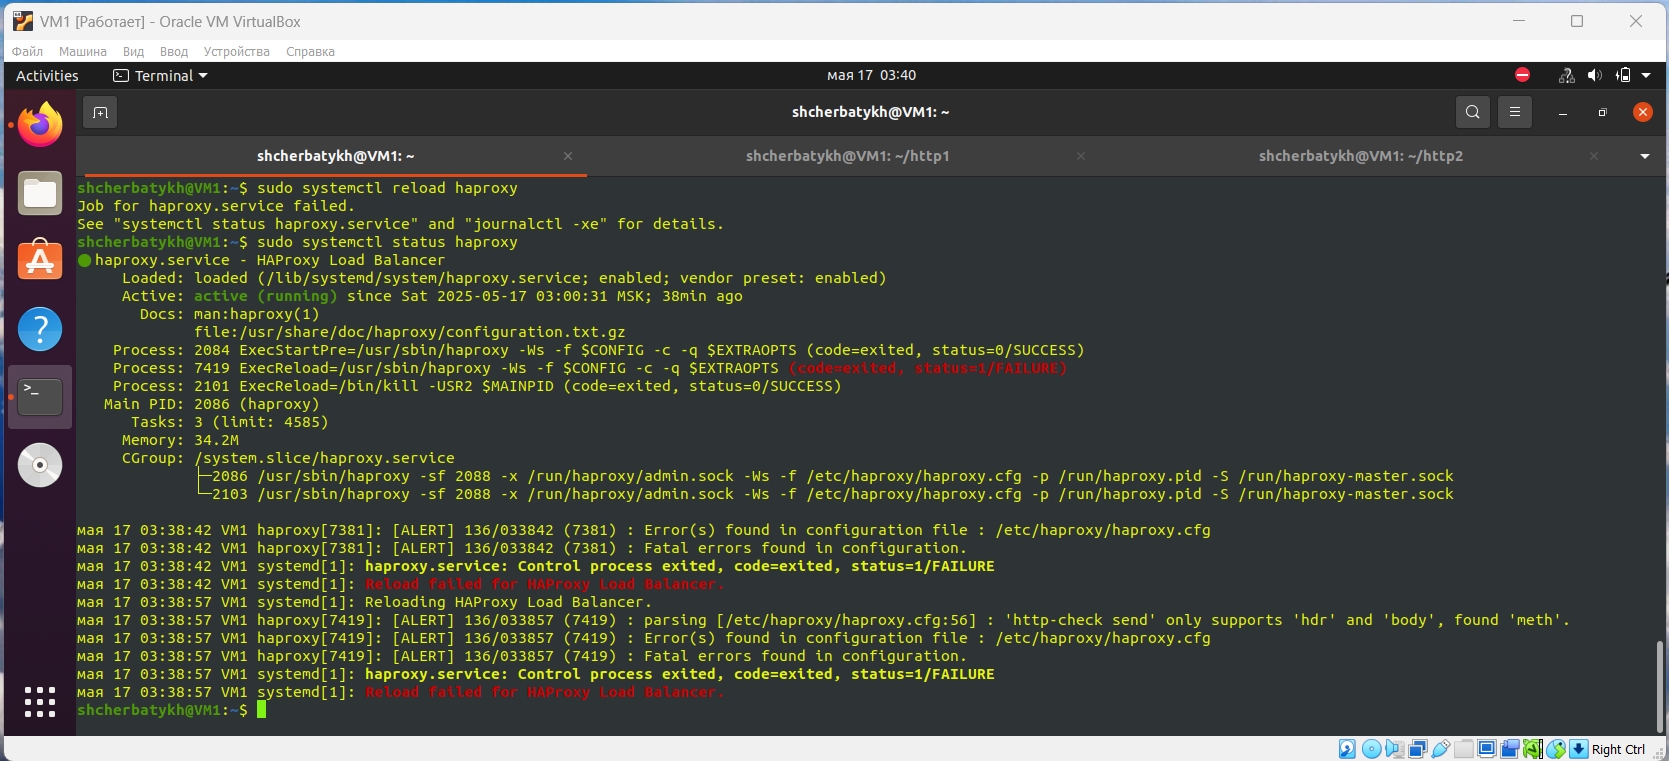 VM1 [Работает] - Oracle VM VirtualBox
Файл Машина Вид Ввод Устройства Справка
Activities Terminal мая 17 03:40
shcherbatykh@VM1: ~
shcherbatykh@VM1: ~ shcherbatykh@VM1: ~/http1 shcherbatykh@VM1: ~/http2
shcherbatykh@VM1:~$ sudo systemctl reload haproxy
Job for haproxy.service failed.
See "systemctl status haproxy.service" and "journalctl -xe" for details.
shcherbatykh@VM1:~$ sudo systemctl status haproxy
haproxy.service - HAProxy Load Balancer
Loaded: loaded (/lib/systemd/system/haproxy.service; enabled; vendor preset: enabled)
Active: active (running) since Sat 2025-05-17 03:00:31 MSK; 38min ago
Docs: man:haproxy(1)
file:/usr/share/doc/haproxy/configuration.txt.gz
Process: 2084 ExecStartPre=/usr/sbin/haproxy -Ws -f $CONFIG -c -q $EXTRAOPTS (code=exited, status=0/SUCCESS)
Process: 7419 ExecReload=/usr/sbin/haproxy -Ws -f $CONFIG -c -q $EXTRAOPTS (code=exited, status=1/FAILURE)
Process: 2101 ExecReload=/bin/kill -USR2 $MAINPID (code=exited, status=0/SUCCESS)
Main PID: 2086 (haproxy)
Tasks: 3 (limit: 4585)
Memory: 34.2M
CGroup: /system.slice/haproxy.service
├─2086 /usr/sbin/haproxy -sf 2088 -x /run/haproxy/admin.sock -Ws -f /etc/haproxy/haproxy.cfg -p /run/haproxy.pid -S /run/haproxy-master.sock
└─2103 /usr/sbin/haproxy -sf 2088 -x /run/haproxy/admin.sock -Ws -f /etc/haproxy/haproxy.cfg -p /run/haproxy.pid -S /run/haproxy-master.sock
мая 17 03:38:42 VM1 haproxy[7381]: [ALERT] 136/033842 (7381) : Error(s) found in configuration file : /etc/haproxy/haproxy.cfg
мая 17 03:38:42 VM1 haproxy[7381]: [ALERT] 136/033842 (7381) : Fatal errors found in configuration.
мая 17 03:38:42 VM1 systemd[1]: haproxy.service: Control process exited, code=exited, status=1/FAILURE
мая 17 03:38:42 VM1 systemd[1]: Reload failed for HAProxy Load Balancer.
мая 17 03:38:57 VM1 systemd[1]: Reloading HAProxy Load Balancer.
мая 17 03:38:57 VM1 haproxy[7419]: [ALERT] 136/033857 (7419) : parsing [/etc/haproxy/haproxy.cfg:56] : 'http-check send' only supports 'hdr' and 'body', found 'meth'.
мая 17 03:38:57 VM1 haproxy[7419]: [ALERT] 136/033857 (7419) : Error(s) found in configuration file : /etc/haproxy/haproxy.cfg
мая 17 03:38:57 VM1 haproxy[7419]: [ALERT] 136/033857 (7419) : Fatal errors found in configuration.
мая 17 03:38:57 VM1 systemd[1]: haproxy.service: Control process exited, code=exited, status=1/FAILURE
мая 17 03:38:57 VM1 systemd[1]: Reload failed for HAProxy Load Balancer.
shcherbatykh@VM1:~$
Right Ctrl